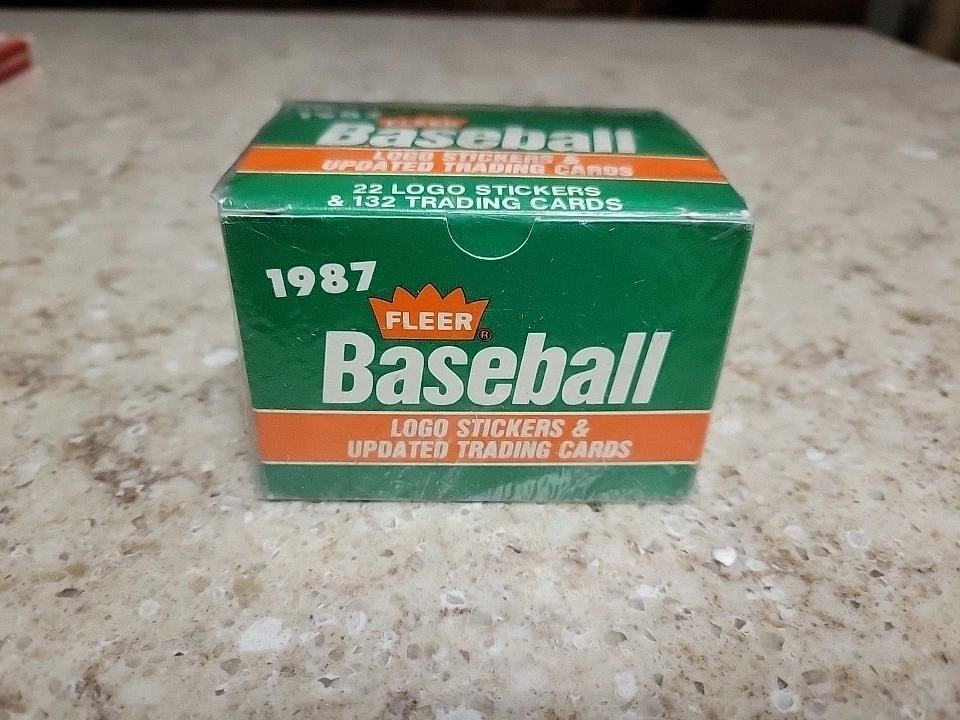 1987
FLEER
Baseball
LOGO STICKERS &
UPDATED TRADING CARDS
22 LOGO STICKERS
& 132 TRADING CARDS
1987
FLEER®
Baseball
LOGO STICKERS &
UPDATED TRADING CARDS